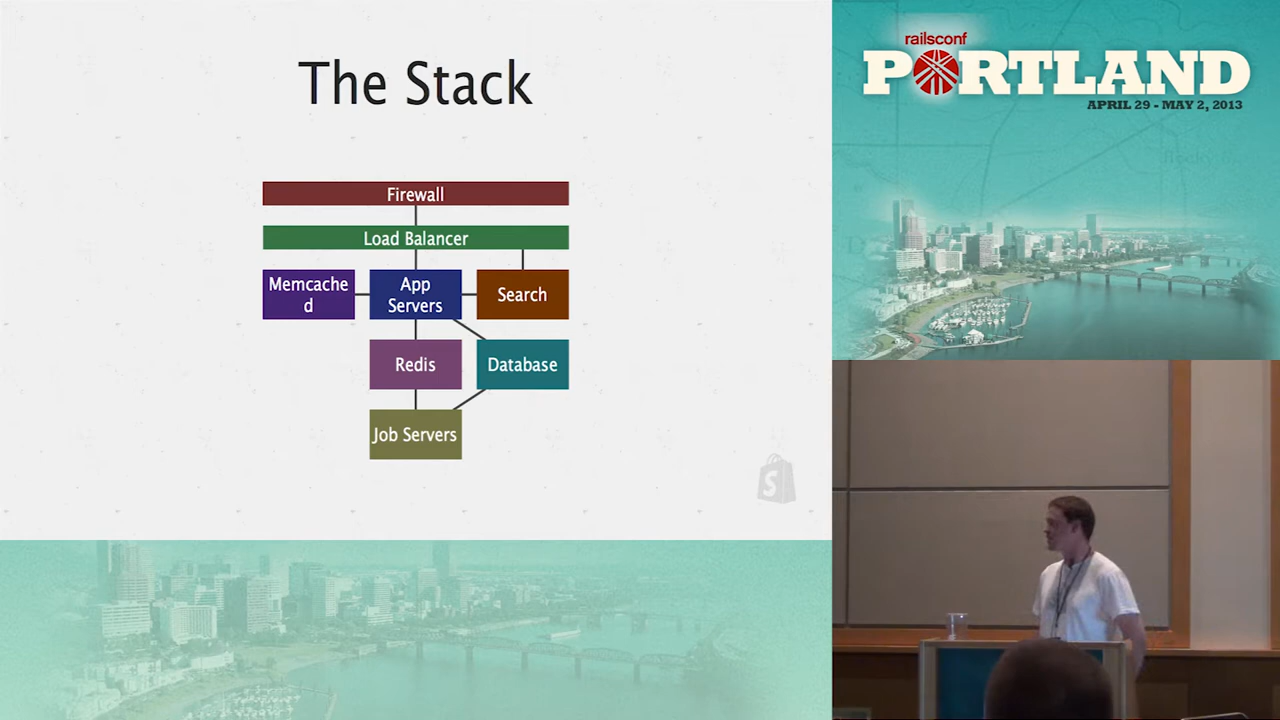 The Stack
Firewall
Load Balancer
Memcache
d
App
Servers
Search
Redis
Database
Job Servers
S
railsconf
PORTLAND
APRIL 29 - MAY 2, 2013